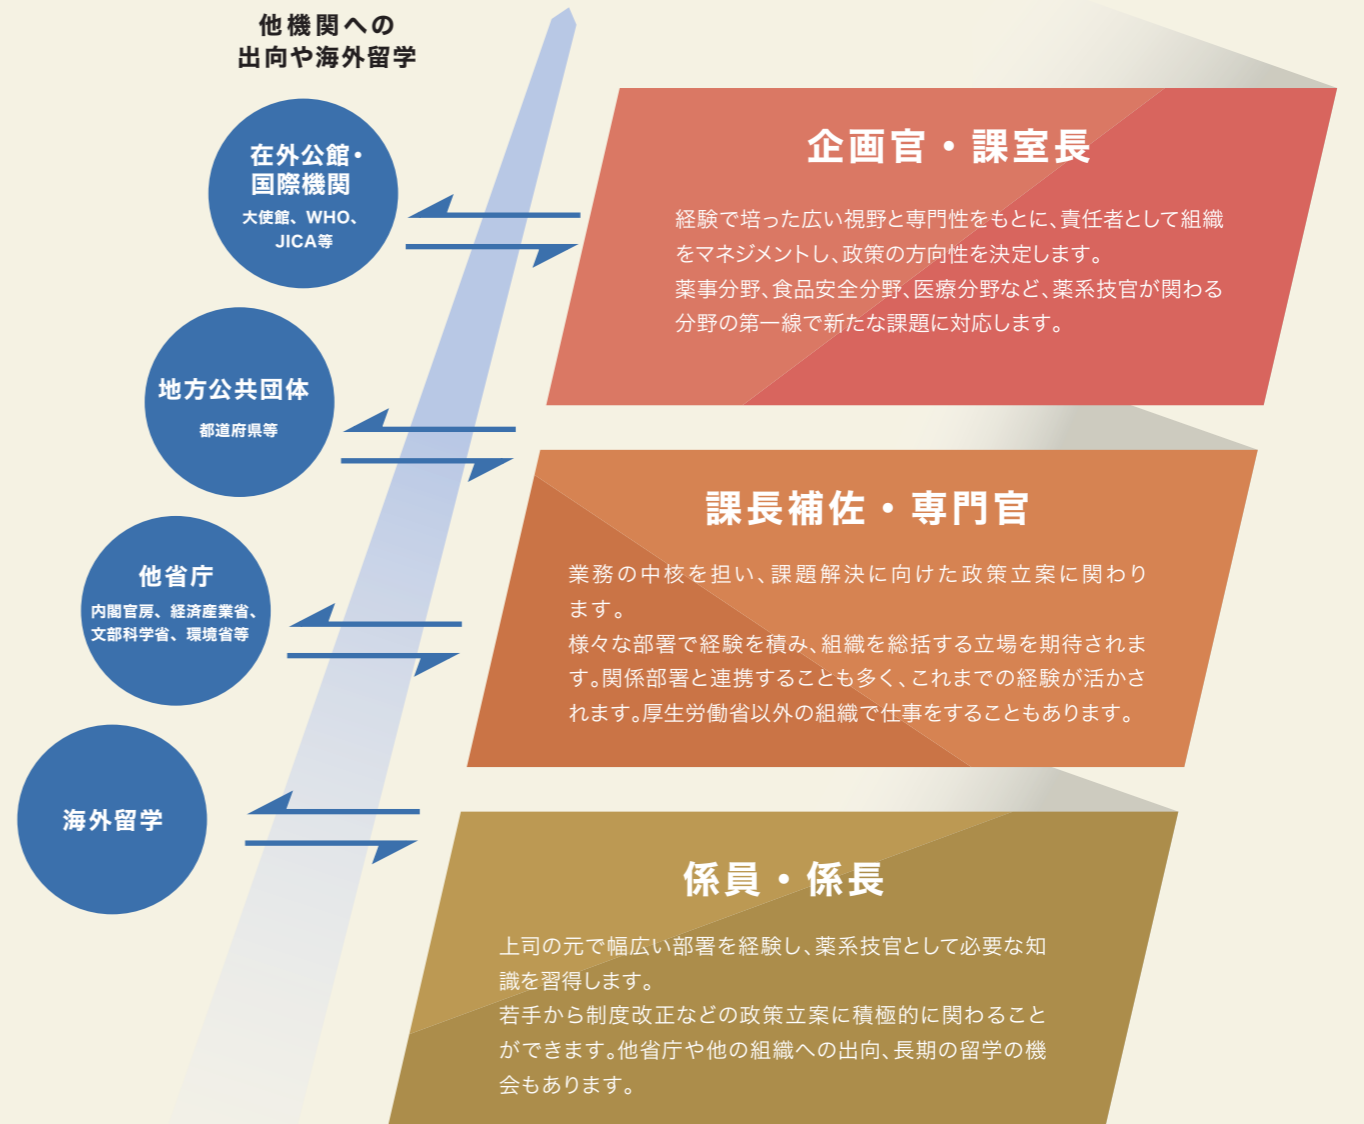 他機関への
出向や海外留学
在外公館・
国際機関
大使館、WHO、
JICA等
地方公共団体
都道府県等
他省庁
内閣官房、経済産業省、
文部科学省、環境省等
海外留学
企画官・課室長
経験で培った広い視野と専門性をもとに、責任者として組織
をマネジメントし、政策の方向性を決定します。
薬事分野、食品安全分野、医療分野など、薬系技官が関わる
分野の第一線で新たな課題に対応します。
課長補佐・専門官
業務の中核を担い、課題解決に向けた政策立案に関わり
ます。
様々な部署で経験を積み、組織を総括する立場を期待されま
す。関係部署と連携することも多く、これまでの経験が活かさ
れます。厚生労働省以外の組織で仕事をすることもあります。
係員・係長
上司の元で幅広い部署を経験し、薬系技官として必要な知
識を習得します。
若手から制度改正などの政策立案に積極的に関わること
ができます。他省庁や他の組織への出向、長期の留学の機
会もあります。